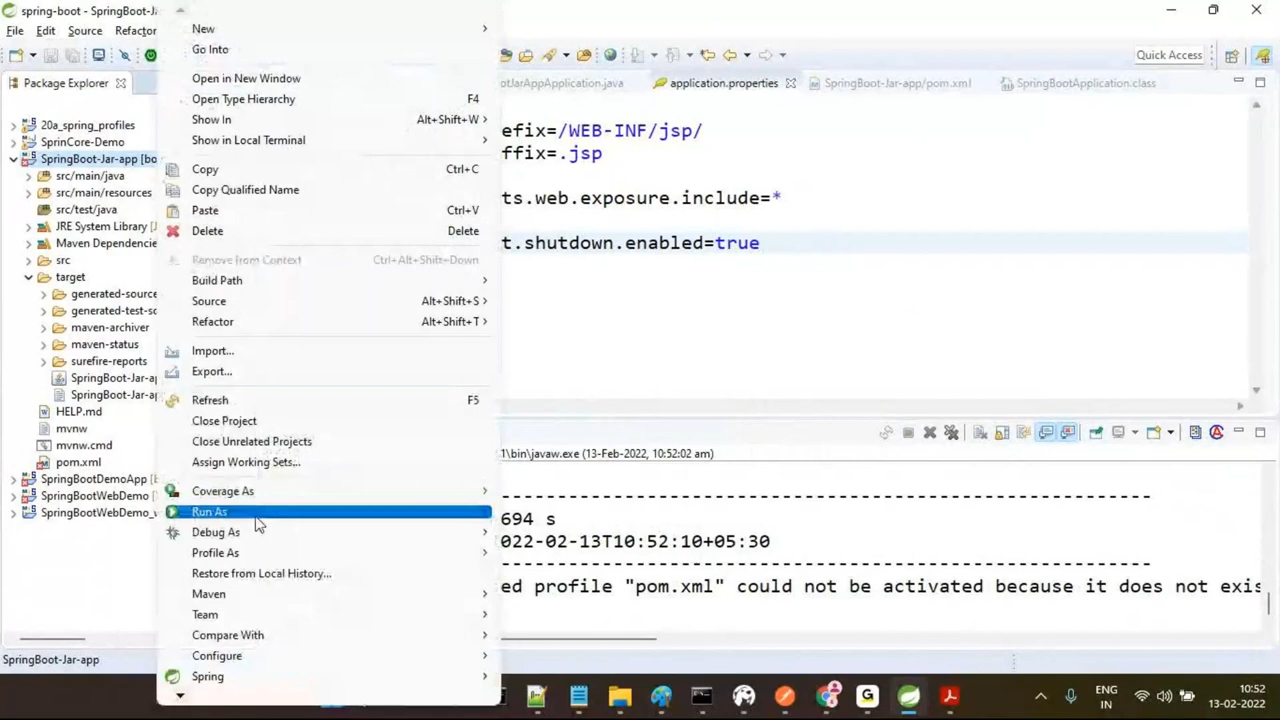 spring-boot - SpringBoot-Ja
File Edit Source Refactor
Quick Access
Package Explorer
20a_spring_profiles
SprinCore-Demo
SpringBoot-Jar-app [bo
src/main/java
src/main/resources
src/test/java
JRE System Library [J
Maven Dependencie
src
target
generated-source
generated-test-so
maven-archiver
maven-status
surefire-reports
SpringBoot-Jar-ap
SpringBoot-Jar-ap
HELP.md
mvnw
mvnw.cmd
pom.xml
SpringBootDemoApp [b
SpringBootWebDemo [
SpringBootWebDemo_w
SpringBoot-Jar-app
New
Go Into
Open in New Window
Open Type Hierarchy F4
Show In Alt+Shift+W
Show in Local Terminal
Copy Ctrl+C
Copy Qualified Name
Paste Ctrl+V
Delete Delete
Remove from Context Ctrl+Alt+Shift+Down
Build Path
Source Alt+Shift+S
Refactor Alt+Shift+T
Import...
Export...
Refresh F5
Close Project
Close Unrelated Projects
Assign Working Sets...
Coverage As
Run As
Debug As
Profile As
Restore from Local History...
Maven
Team
Compare With
Configure
Spring
otJarAppApplication.java application.properties SpringBoot-Jar-app/pom.xml SpringBootApplication.class
efix=/WEB-INF/jsp/
ffix=.jsp
ts.web.exposure.include=*
t.shutdown.enabled=true
1\bin\javaw.exe (13-Feb-2022, 10:52:02 am)
------------------------------------------------------
694 s
022-02-13T10:52:10+05:30
------------------------------------------------------
ed profile "pom.xml" could not be activated because it does not exis
ENG
IN
10:52
13-02-2022